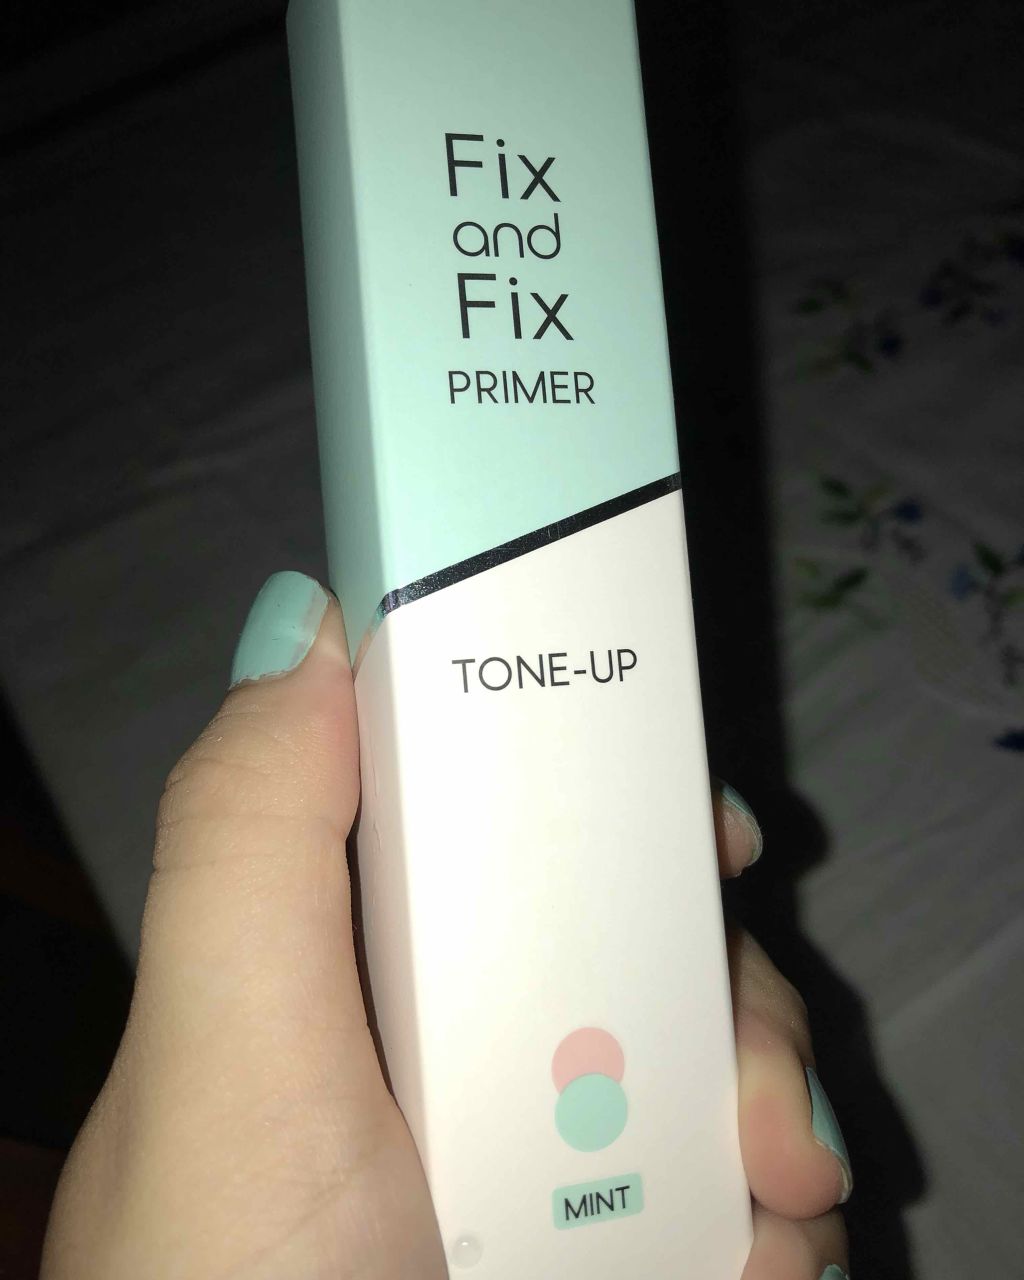 Fix
and
Fix
PRIMER
TONE-UP
MINT